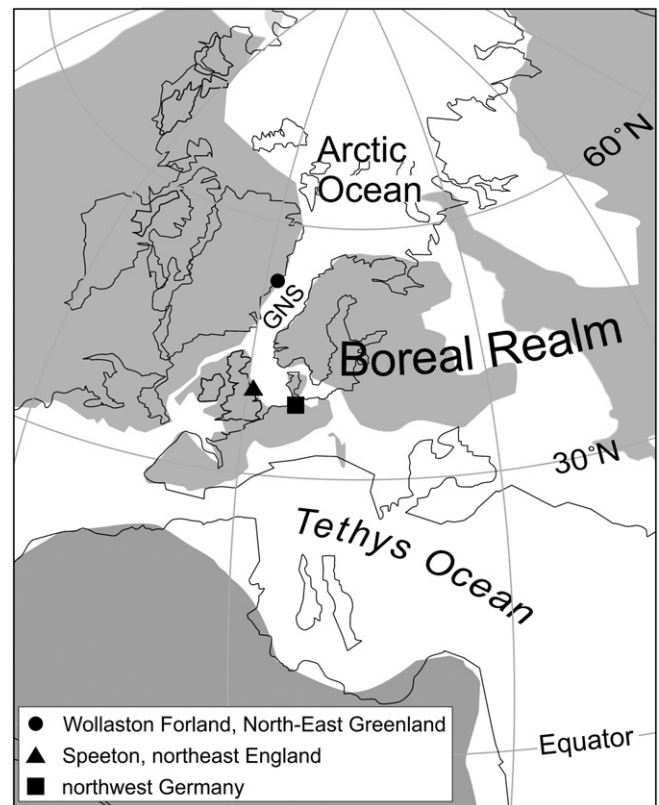 Arctic
Ocean
60°N
GNS
Boreal Realm
30°N
Tethys Ocean
Equator
Wollaston Forland, North-East Greenland
Speeton, northeast England
northwest Germany